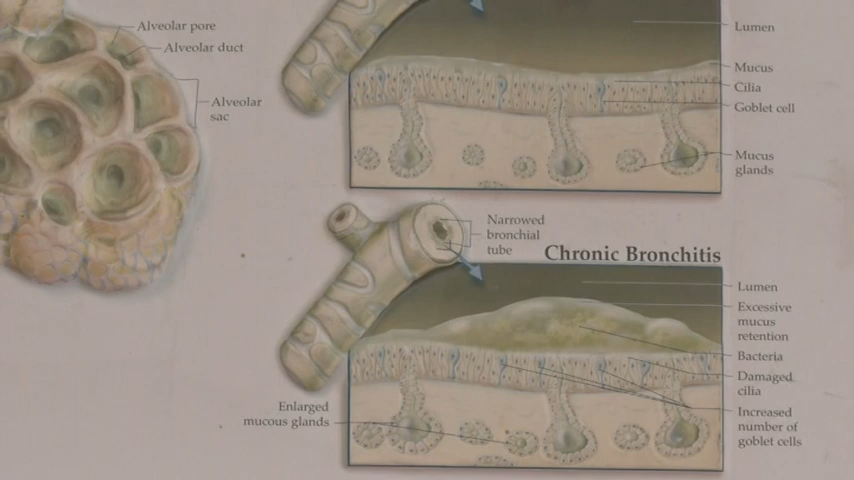 Alveolar pore
Alveolar duct
Alveolar
sac
Lumen
Mucus
Cilia
Goblet cell
Mucus
glands
Narrowed
bronchial
tube
Chronic Bronchitis
Lumen
Excessive
mucus
retention
Bacteria
Damaged
cilia
Increased
number of
goblet cells
Enlarged
mucous glands